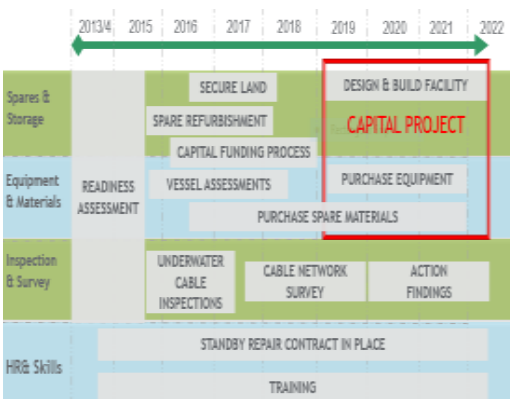 2013/4 2015 2016 2017 2018 2019 2020 2021 2022
Spares &
Storage
SECURE LAND
DESIGN & BUILD FACILITY
SPARE REFURBISHMENT
CAPITAL PROJECT
CAPITAL FUNDING PROCESS
Equipment
& Materials
READINESS
ASSESSMENT
VESSEL ASSESSMENTS
PURCHASE EQUIPMENT
PURCHASE SPARE MATERIALS
Inspection
& Survey
UNDERWATER
CABLE
INSPECTIONS
CABLE NETWORK
SURVEY
ACTION
FINDINGS
HR& Skills
STANDBY REPAIR CONTRACT IN PLACE
TRAINING